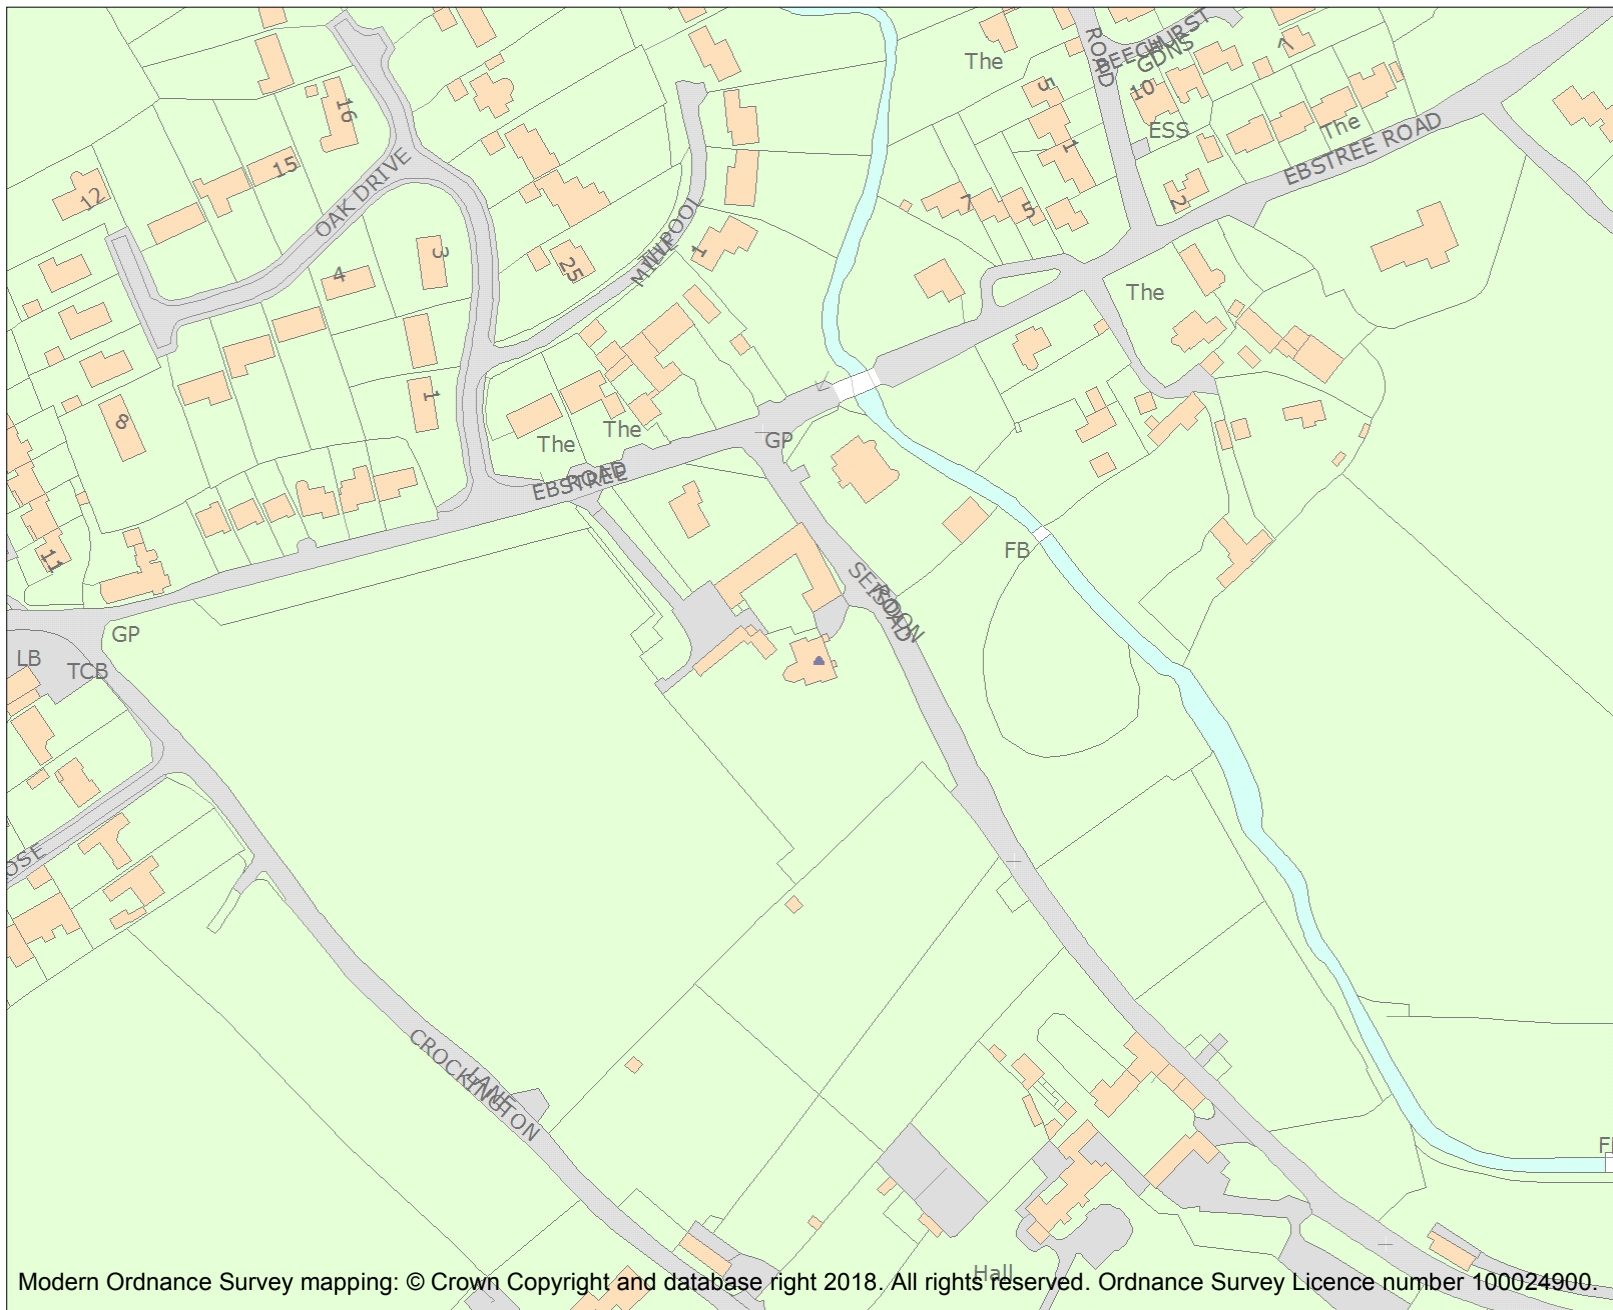 The
ROAD
BEECHURST
GDNS
5
10
1
ESS
The
EBSTREE ROAD
16
15
12
OAK DRIVE
3
4
25
MILLPOOL
THE
1
7
5
2
The
1
8
The
The
GP
EBSTREE
ROAD
11
FB
SEISDON
ROAD
GP
LB
TCB
OSE
CROCKINGTON
LANE
Hall
Modern Ordnance Survey mapping: © Crown Copyright and database right 2018. All rights reserved. Ordnance Survey Licence number 100024900.